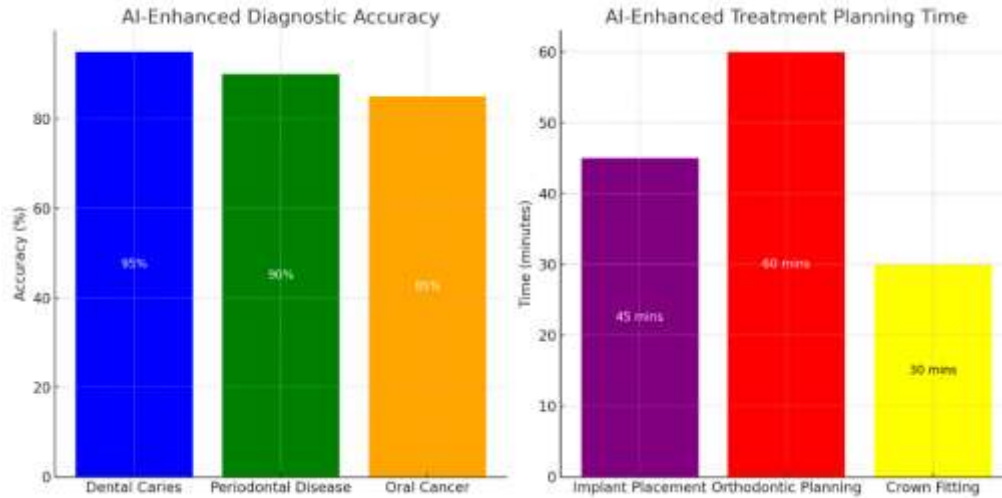 AI-Enhanced Diagnostic Accuracy
Accuracy (%)
80
60
40
20
0
95%
90%
85%
Dental Caries Periodontal Disease Oral Cancer
AI-Enhanced Treatment Planning Time
Time (minutes)
60
50
40
30
20
10
0
45 mins
60 mins
30 mins
Implant Placement Orthodontic Planning Crown Fitting